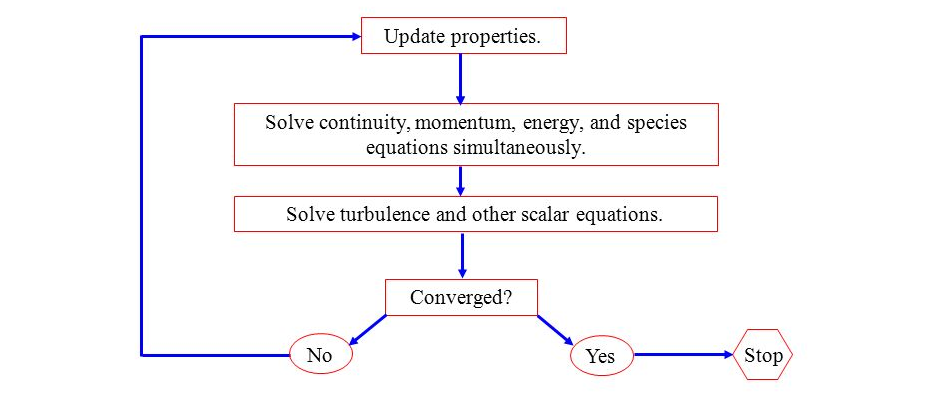 Update properties.
Solve continuity, momentum, energy, and species
equations simultaneously.
Solve turbulence and other scalar equations.
Converged?
No
Yes
Stop